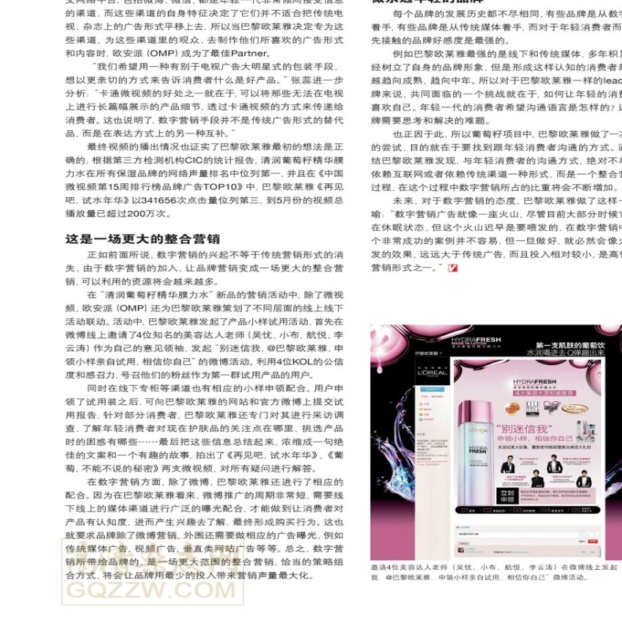 的渠道，而这些渠道的自身特征决定了它们并不适合把传统电
视、杂志上的广告形式平移上去，所以当巴黎欧莱雅决定专为这
些渠道，为这些渠道里的观众，去制作他们所喜欢的广告形式
和内容时，欧安派（OMP）成为了最佳Partner。
“我们希望用一种有别于电视广告大明星式的包装手段，
想以更亲切的方式来告诉消费者什么是好产品。”张蕊进一步
分析：“卡通微视频的好处之一就在于，可以将那些无法在电视
上进行长篇幅展示的产品细节，透过卡通视频的方式来传递给
消费者。这也说明了，数字营销手段并不是传统广告形式的替代
品，而是在表达方式上的另一种互补。”
最终视频的播出情况也证实了巴黎欧莱雅最初的想法是正
确的，根据第三方检测机构CIC的统计报告，清润葡萄籽精华膜
力水在所有保湿品牌的网络声量排名中位列第一，并且在《中国
微视频第15周排行榜品牌广告TOP10》中，巴黎欧莱雅《再见
吧，试水年华》以341656次点击量位列第三，到5月份的视频总
播放量已超过200万次。
这是一场更大的整合营销
正如前面所说，数字营销的兴起不等于传统营销形式的消
失，由于数字营销的加入，让品牌营销变成一场更大的整合营
销，可以利用的资源将会越来越多。
在“清润葡萄籽精华膜力水”新品的营销活动中，除了微视
频，欧安派（OMP）还为巴黎欧莱雅策划了不同层面的线上线下
活动联动。活动中，巴黎欧莱雅发起了产品小样试用活动，首先在
微博线上邀请了4位知名的美容达人老师（吴忧、小布、航悦、李
云涛）作为自己的意见领袖，发起“别迷信我，@巴黎欧莱雅，申
领小样亲自试用，相信你自己”的微博活动。利用4位KOL的公信
度和感召力，号召他们的粉丝作为第一群试用产品的用户。
同时在线下专柜等渠道也有相应的小样申领配合。用户申
领了试用装之后，可向巴黎欧莱雅的网站和官方微博上提交试
用报告，针对部分消费者，巴黎欧莱雅还专门对其进行采访调
查，了解年轻消费者对现在护肤品的关注点在哪里，挑选产品
时的困惑有哪些……最后把这些信息总结起来，浓缩成一句绝
佳的文案和一个有趣的故事，拍出了《再见吧，试水年华》、《葡
萄，不能不说的秘密》两支微视频，对所有疑问进行解答。
在数字营销方面，除了微博，巴黎欧莱雅还进行了相应的
配合。因为在巴黎欧莱雅看来，微博推广的周期非常短，需要线
下线上的媒体渠道进行广泛的曝光配合，才能做到让消费者对
产品有认知度，进而产生兴趣去了解，最终形成购买行为。这也
就要求品牌除了微博营销，外围还需要做相应的广告曝光，例如
传统媒体广告、视频广告、垂直类网站广告等等。总之，数字营
销所带给品牌的，是一场更大范围的整合营销，恰当的策略组
合方式，将会让品牌用最少的投入带来营销声量最大化。
每个品牌的发展历史都不尽相同，有些品牌是从数
着手，有些品牌是从传统媒体着手，而对于年轻消费者而
先接触的品牌好感度是最强的。
例如巴黎欧莱雅最强的是线下和传统媒体，多年积
经树立了自身的品牌形象，但是形成这样认知的消费者
越趋向成熟、趋向中年。所以对于巴黎欧莱雅一样的lead
牌来说，共同面临的一个挑战就在于，如何让年轻的消
喜欢自己。年轻一代的消费者希望沟通语言是怎样的？
牌需要思考和解决的难题。
也正因于此，所以葡萄籽项目中，巴黎欧莱雅做了一
的尝试，目的就在于要找到跟年轻消费者沟通的方式。
结巴黎欧莱雅发现，与年轻消费者的沟通方式，绝对不
依赖互联网或者依赖传统渠道一种形式，而是一个整合
过程，在这个过程中数字营销所占的比重将会不断增加。
未来，对于数字营销的态度，巴黎欧莱雅做了这样
喻：“数字营销广告就像一座火山，尽管目前大部分时候
在休眠状态，但这个火山迟早是要喷发的，在数字营销
个非常成功的案例并不容易，但一旦做好，就必然会像
发的效果，远远大于传统广告，而且投入相对较小，是高
营销形式之一。”
HYDRAFRESH
第一支肌肤的葡萄饮
水润喝进去 Q弹蹦出来
L'OREAL
HYDRAFRESH
“别迷信我”
申领小样，相信你自己
HYDRA
FRESH
立刻
申领
邀请4位美容达人老师（吴忧、小布、航悦、李云涛）在微博线上发起
我，@巴黎欧莱雅，申领小样亲自试用，相信你自己”微博活动。
GQZZW.COM